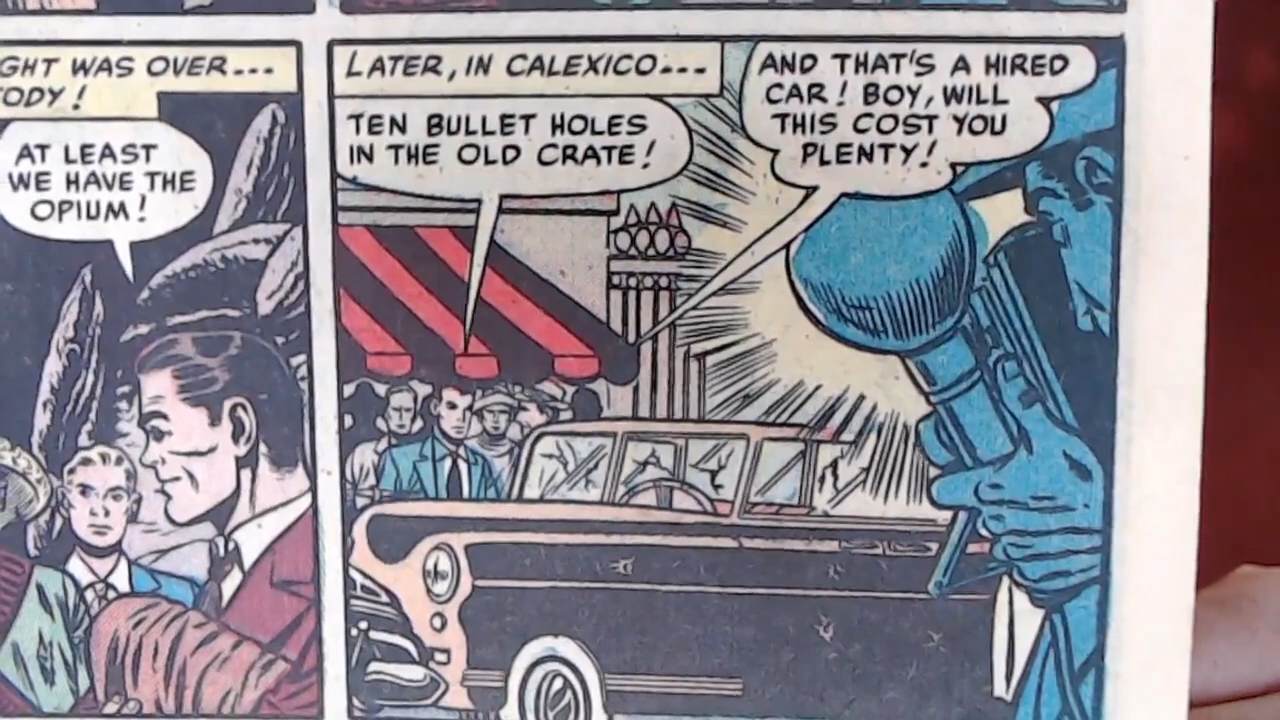 GHT WAS OVER---
ODY!
AT LEAST
WE HAVE THE
OPIUM!
LATER, IN CALEXICO---
TEN BULLET HOLES
IN THE OLD CRATE!
AND THAT'S A HIRED
CAR! BOY, WILL
THIS COST YOU
PLENTY!